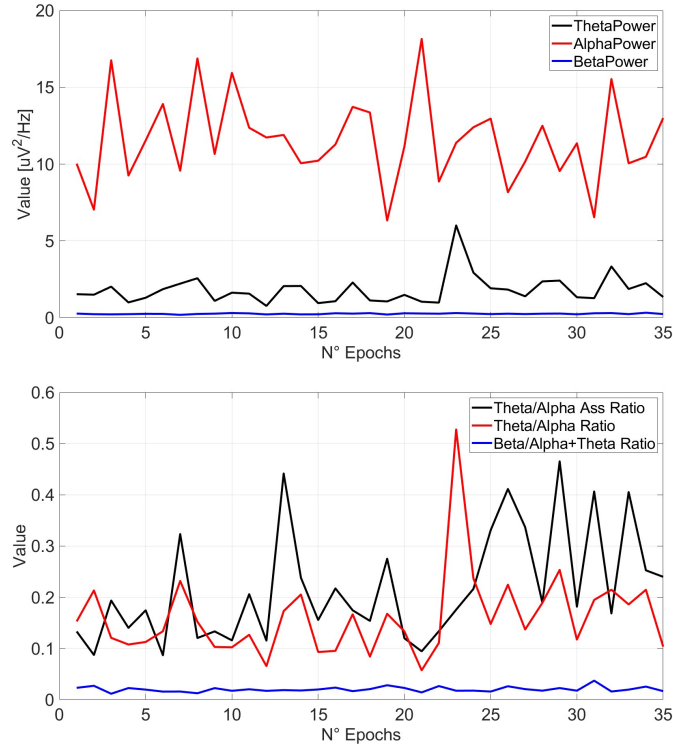 20
15
10
5
0
Value [uV²/Hz]
ThetaPower
AlphaPower
BetaPower
0 5 10 15 20 25 30 35
N° Epochs
0.6
0.5
0.4
0.3
0.2
0.1
0
Value
Theta/Alpha Ass Ratio
Theta/Alpha Ratio
Beta/Alpha+Theta Ratio
0 5 10 15 20 25 30 35
N° Epochs